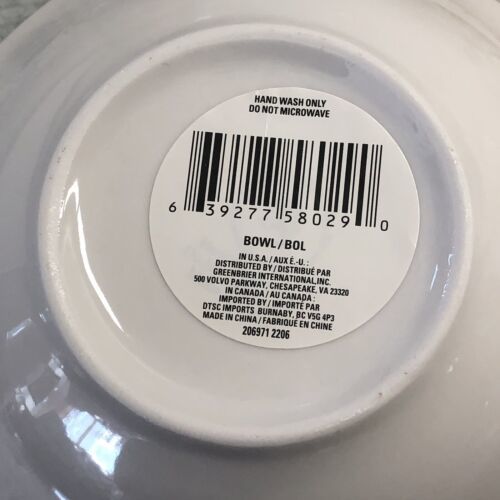 HAND WASH ONLY
DO NOT MICROWAVE
6 39277 58029 0
BOWL / BOL
IN U.S.A. / AUX É.-U. :
DISTRIBUTED BY / DISTRIBUÉ PAR
GREENBRIER INTERNATIONAL, INC.
500 VOLVO PARKWAY, CHESAPEAKE, VA 23320
IN CANADA / AU CANADA :
IMPORTED BY / IMPORTÉ PAR
DTSC IMPORTS BURNABY, BC V5G 4P3
MADE IN CHINA / FABRIQUÉ EN CHINE
206971 2206